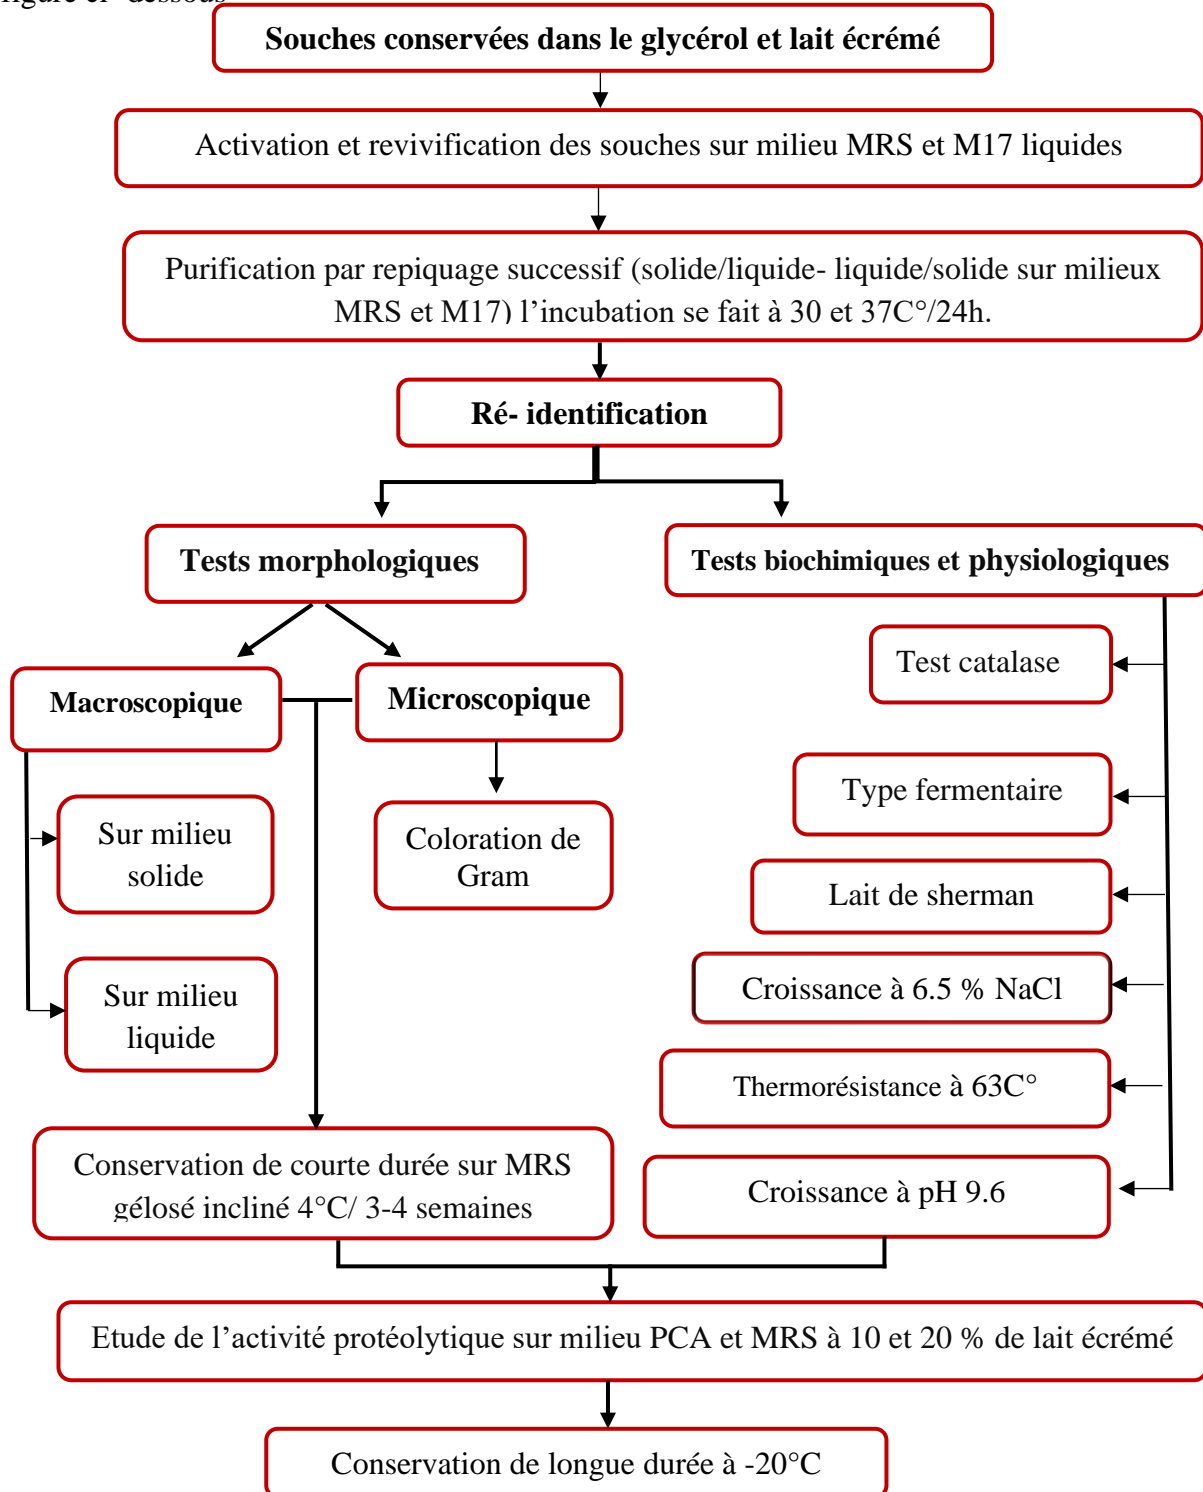 figure ci- dessous
Souches conservées dans le glycérol et lait écrémé
Activation et revivification des souches sur milieu MRS et M17 liquides
Purification par repiquage successif (solide/liquide- liquide/solide sur milieux
MRS et M17) l’incubation se fait à 30 et 37C°/24h.
Ré- identification
Tests morphologiques
Tests biochimiques et physiologiques
Macroscopique
Microscopique
Sur milieu
solide
Sur milieu
liquide
Coloration de
Gram
Test catalase
Type fermentaire
Lait de sherman
Croissance à 6.5 % NaCl
Thermorésistance à 63C°
Croissance à pH 9.6
Conservation de courte durée sur MRS
gélosé incliné 4°C/ 3-4 semaines
Etude de l’activité protéolytique sur milieu PCA et MRS à 10 et 20 % de lait écrémé
Conservation de longue durée à -20°C